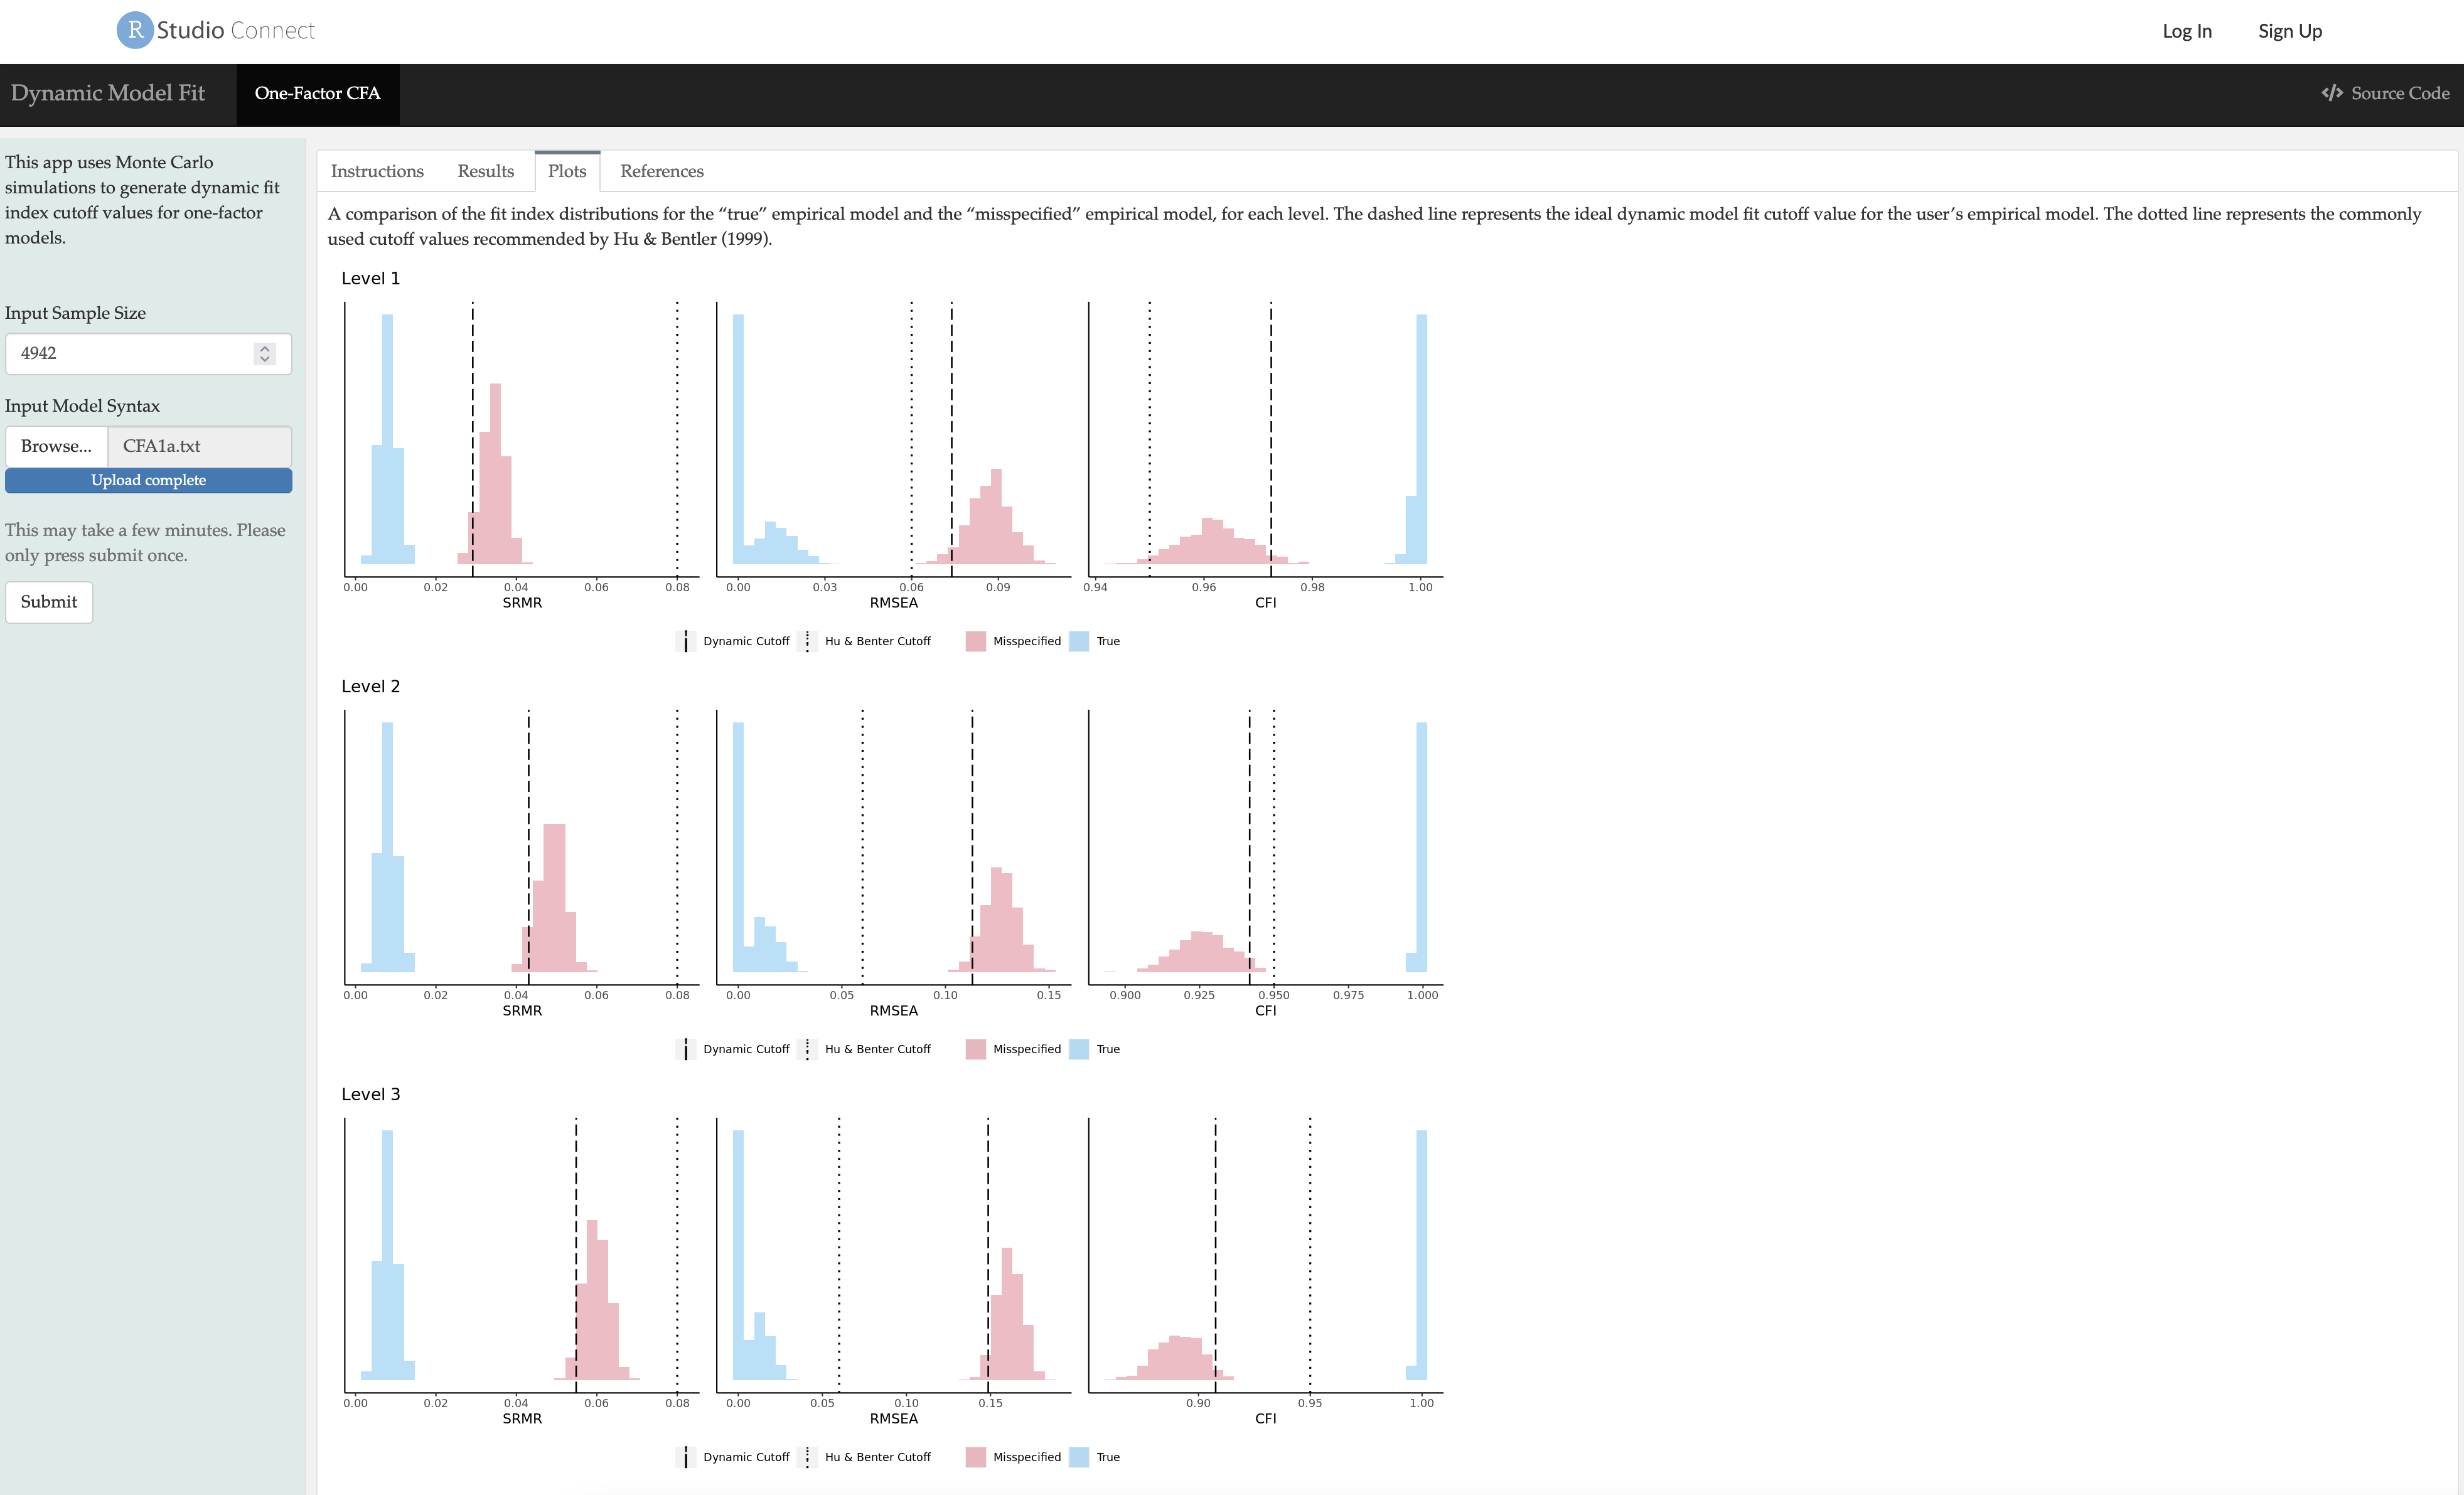 R Studio Connect
Log In
Sign Up
Dynamic Model Fit
One-Factor CFA
</> Source Code
This app uses Monte Carlo
simulations to generate dynamic fit
index cutoff values for one-factor
models.
Input Sample Size
4942
Input Model Syntax
Browse...
CFA1a.txt
Upload complete
This may take a few minutes. Please
only press submit once.
Submit
Instructions
Results
Plots
References
A comparison of the fit index distributions for the “true” empirical model and the “misspecified” empirical model, for each level. The dashed line represents the ideal dynamic model fit cutoff value for the user’s empirical model. The dotted line represents the commonly
used cutoff values recommended by Hu & Bentler (1999).
Level 1
0.00 0.02 0.04 0.06 0.08
SRMR
0.00 0.03 0.06 0.09
RMSEA
0.94 0.96 0.98 1.00
CFI
Dynamic Cutoff Hu & Benter Cutoff Misspecified True
Level 2
0.00 0.02 0.04 0.06 0.08
SRMR
0.00 0.05 0.10 0.15
RMSEA
0.900 0.925 0.950 0.975 1.000
CFI
Dynamic Cutoff Hu & Benter Cutoff Misspecified True
Level 3
0.00 0.02 0.04 0.06 0.08
SRMR
0.00 0.05 0.10 0.15
RMSEA
0.90 0.95 1.00
CFI
Dynamic Cutoff Hu & Benter Cutoff Misspecified True